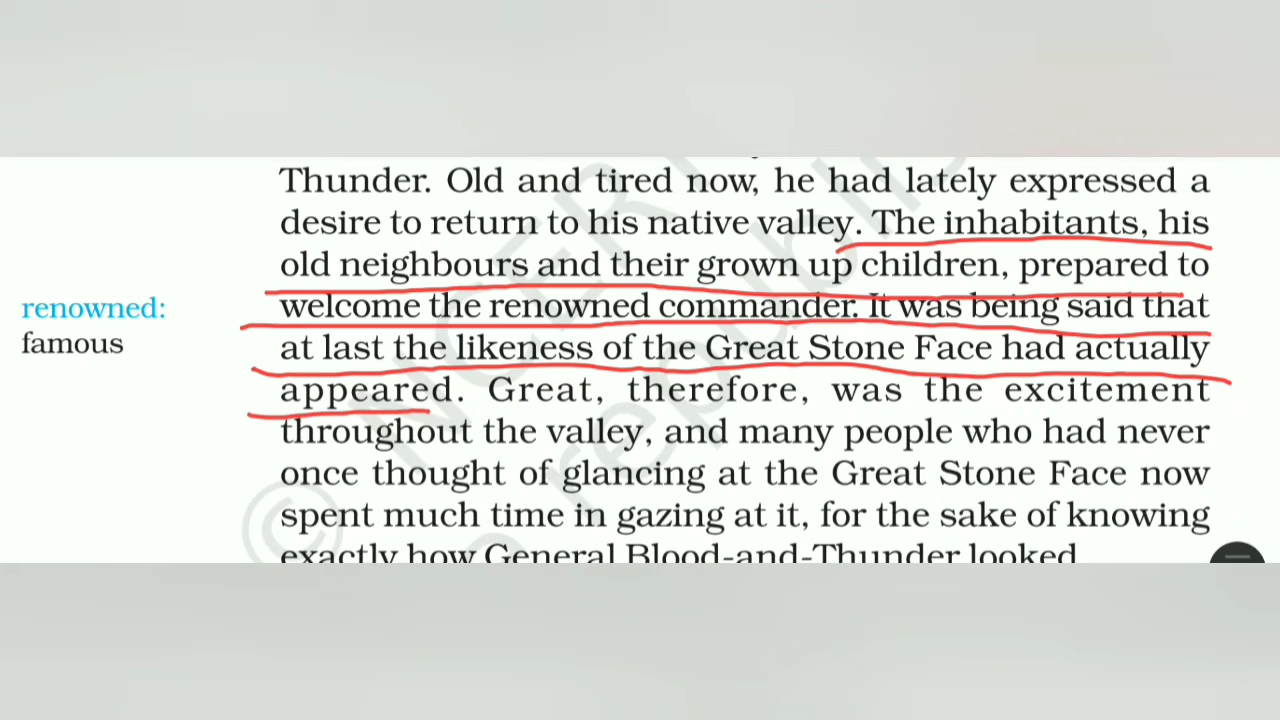 Thunder. Old and tired now, he had lately expressed a
desire to return to his native valley. The inhabitants, his
old neighbours and their grown up children, prepared to
renowned: welcome the renowned commander. It was being said that
famous at last the likeness of the Great Stone Face had actually
appeared. Great, therefore, was the excitement
throughout the valley, and many people who had never
once thought of glancing at the Great Stone Face now
spent much time in gazing at it, for the sake of knowing
exactly how General Blood-and-Thunder looked.
© NCERT
republi